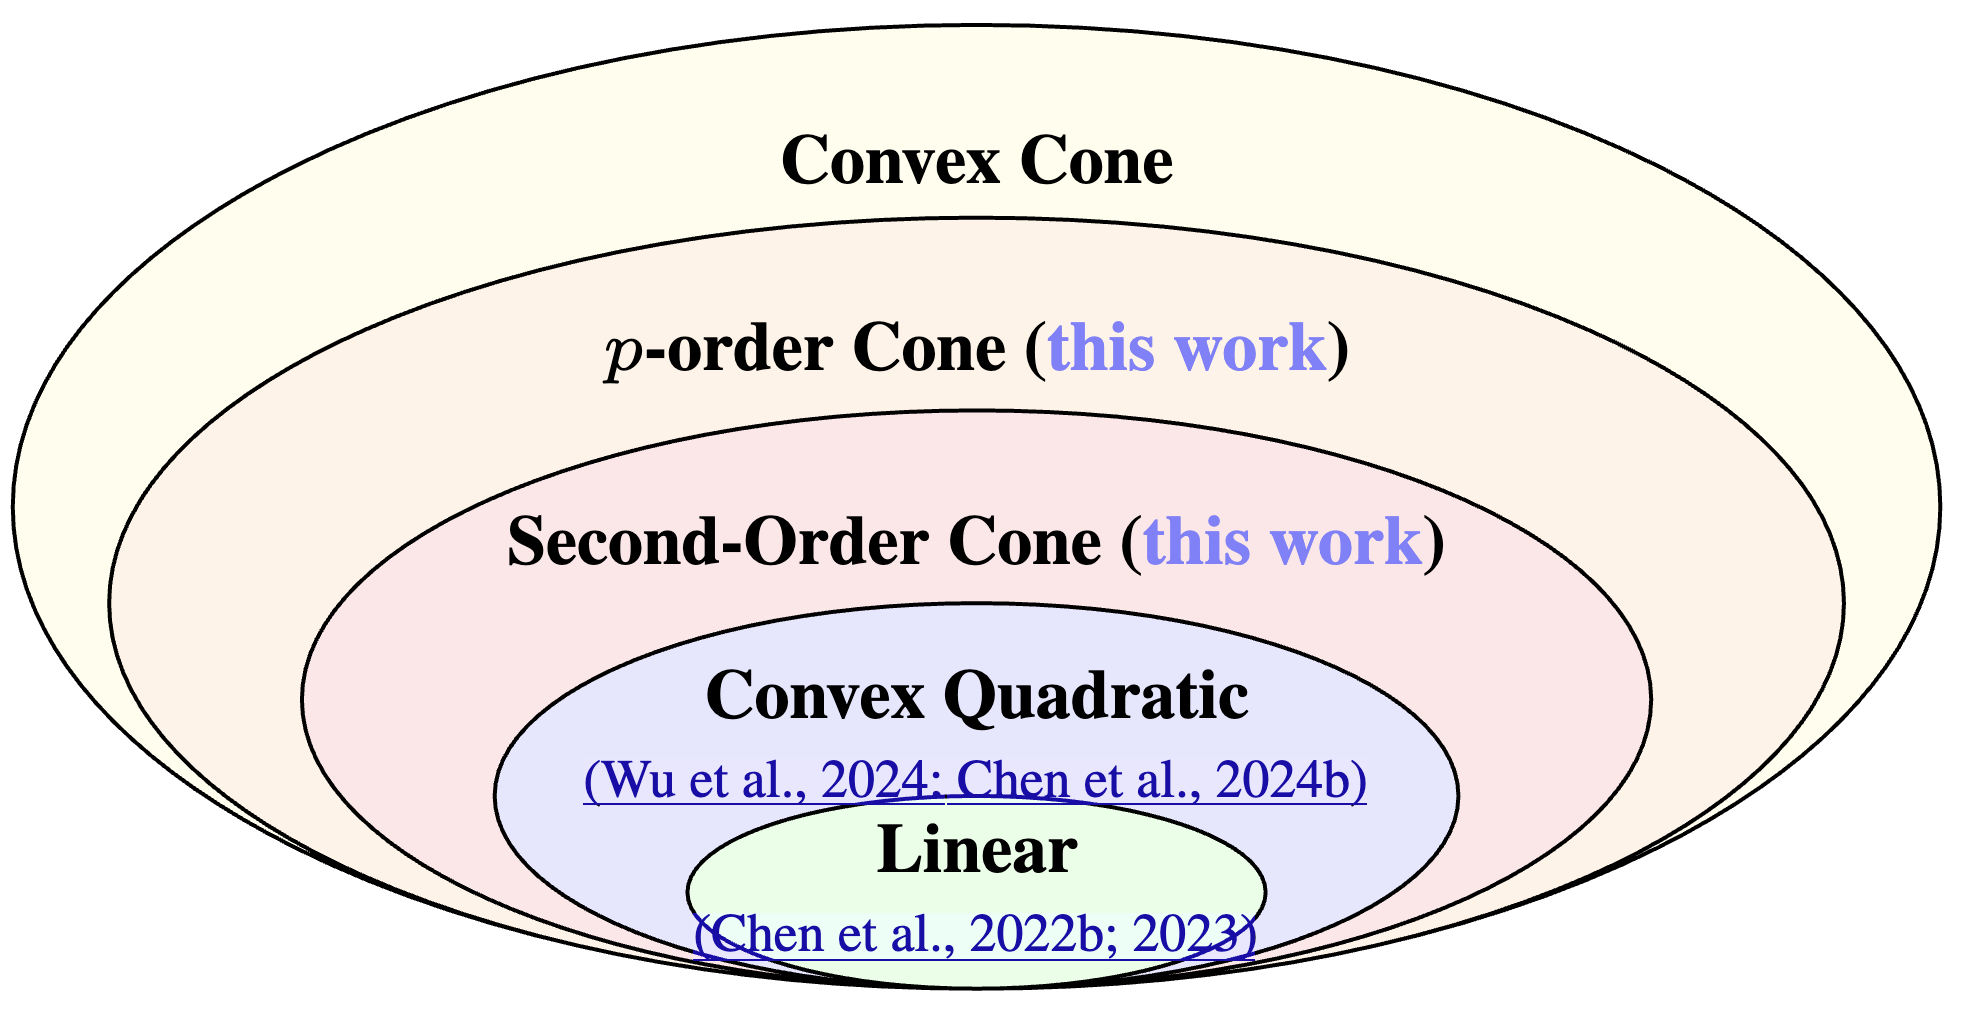 Convex Cone
p-order Cone (this work)
Second-Order Cone (this work)
Convex Quadratic
(Wu et al., 2024; Chen et al., 2024b)
Linear
(Chen et al., 2022b; 2023)